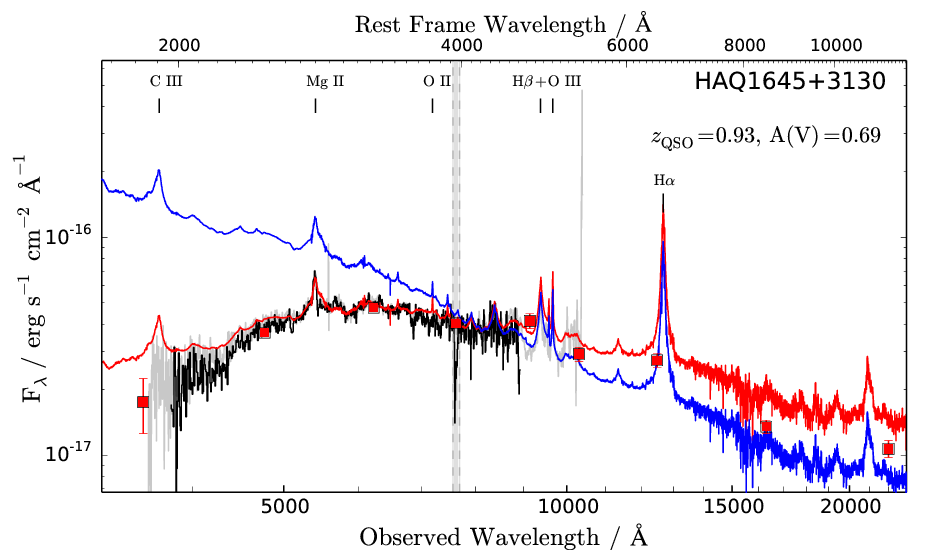 Rest Frame Wavelength / Å
2000 4000 6000 8000 10000
C III Mg II O II Hβ+O III HAQ1645+3130
z_QSO=0.93, A(V)=0.69
Hα
10^-16
10^-17
F_λ / erg s^−1 cm^−2 Å^−1
5000 10000 15000 20000
Observed Wavelength / Å